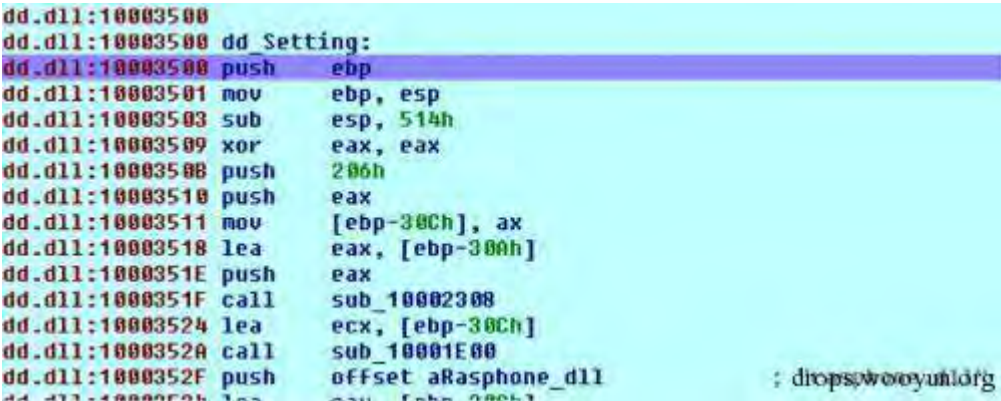 dd.dll:10003500
dd.dll:10003500 dd_Setting:
dd.dll:10003500 push ebp
dd.dll:10003501 mov ebp, esp
dd.dll:10003503 sub esp, 514h
dd.dll:10003509 xor eax, eax
dd.dll:1000350B push 206h
dd.dll:10003510 push eax
dd.dll:10003511 mov [ebp-30Ch], ax
dd.dll:10003518 lea eax, [ebp-30Ah]
dd.dll:1000351E push eax
dd.dll:1000351F call sub_10002308
dd.dll:10003524 lea ecx, [ebp-30Ch]
dd.dll:1000352A call sub_10001E00
dd.dll:1000352F push offset aRasphone_dll ; drops.wooyun.org